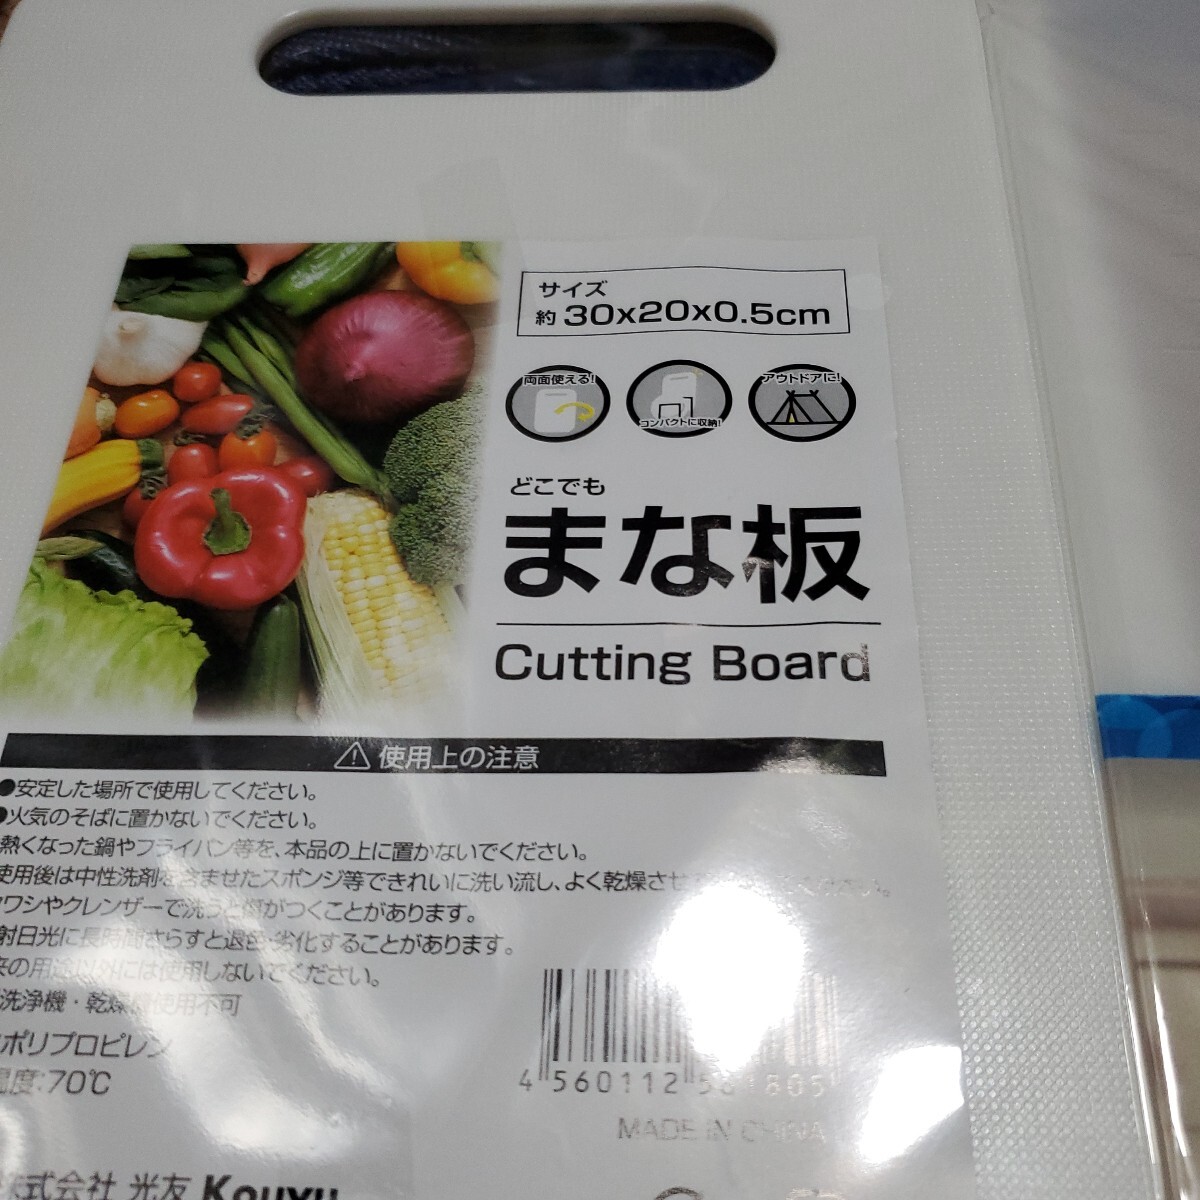 サイズ
約 30x20x0.5cm
両面使える!
コンパクトに収納!
アウトドアに!
どこでも
まな板
Cutting Board
⚠使用上の注意
●安定した場所で使用してください。
●火気のそばに置かないでください。
熱くなった鍋やフライパン等を、本品の上に置かないでください。
使用後は中性洗剤を含ませたスポンジ等できれいに洗い流し、よく乾燥させ
ワシやクレンザーで洗うと傷がつくことがあります。
射日光に長時間さらすと退色・劣化することがあります。
来の用途以外には使用しないでください。
洗浄機・乾燥機使用不可
ポリプロピレン
温度:70℃
4 560112
MADE IN CHINA
株式会社 光友 Kouyu